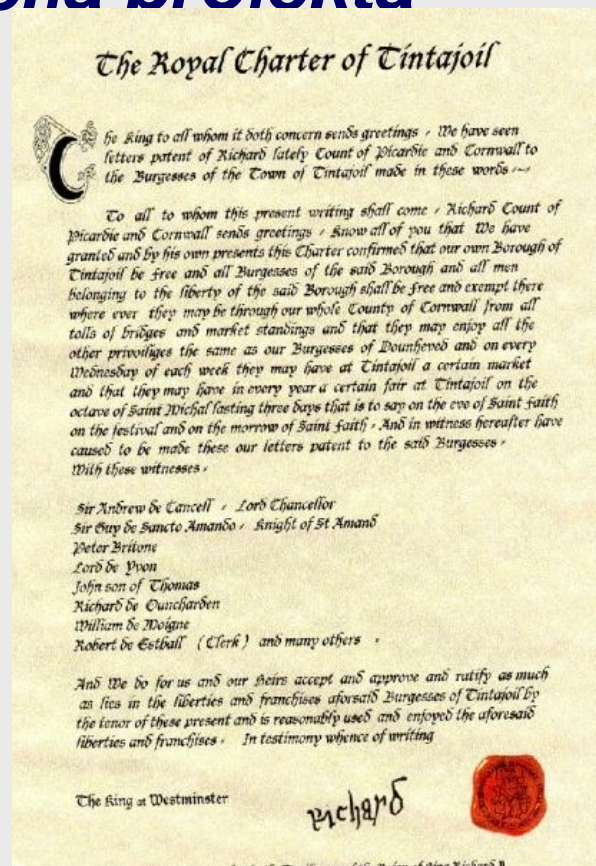 The Royal Charter of Tintajoil
The King to all whom it doth concern sends greetings, We have seen
letters patent of Richard lately Count of Picardie and Cornwall to
the Burgesses of the Town of Tintajoil made in these words
To all to whom this present writing shall come, Richard Count of
Picardie and Cornwall sends greetings, Know all of you that We have
granted and by his own presents this Charter confirmed that our own Borough of
Tintajoil be free and all Burgesses of the said Borough and all men
belonging to the liberty of the said Borough shall be free and exempt there
where ever they may be through our whole County of Cornwall from all
tolls of bridges and market standings and that they may enjoy all the
other privoiliges the same as our Burgesses of Dounheved and on every
Wednesday of each week they may have at Tintajoil a certain market
and that they may have in every year a certain fair at Tintajoil on the
octave of Saint Michal lasting three days that is to say on the eve of Saint Faith
on the festival and on the morrow of Saint Faith, And in witness hereafter have
caused to be made these our letters patent to the said Burgesses,
With these witnesses,
Sir Andrew de Cancell, Lord Chancellor
Sir Guy de Sancto Amando, Knight of St Amand
Peter Britone
Lord de Yvon
John son of Thomas
Richard de Ouncharden
William de Moigne
Robert de Estball (Clerk) and many others
And We do for us and our Heirs accept and approve and ratify as much
as lies in the liberties and franchises aforsaid Burgesses of Tintajoil by
the tenor of these present and is reasonably used and enjoyed the aforesaid
liberties and franchises, In testimony whence of writing
The King at Westminster
Richard